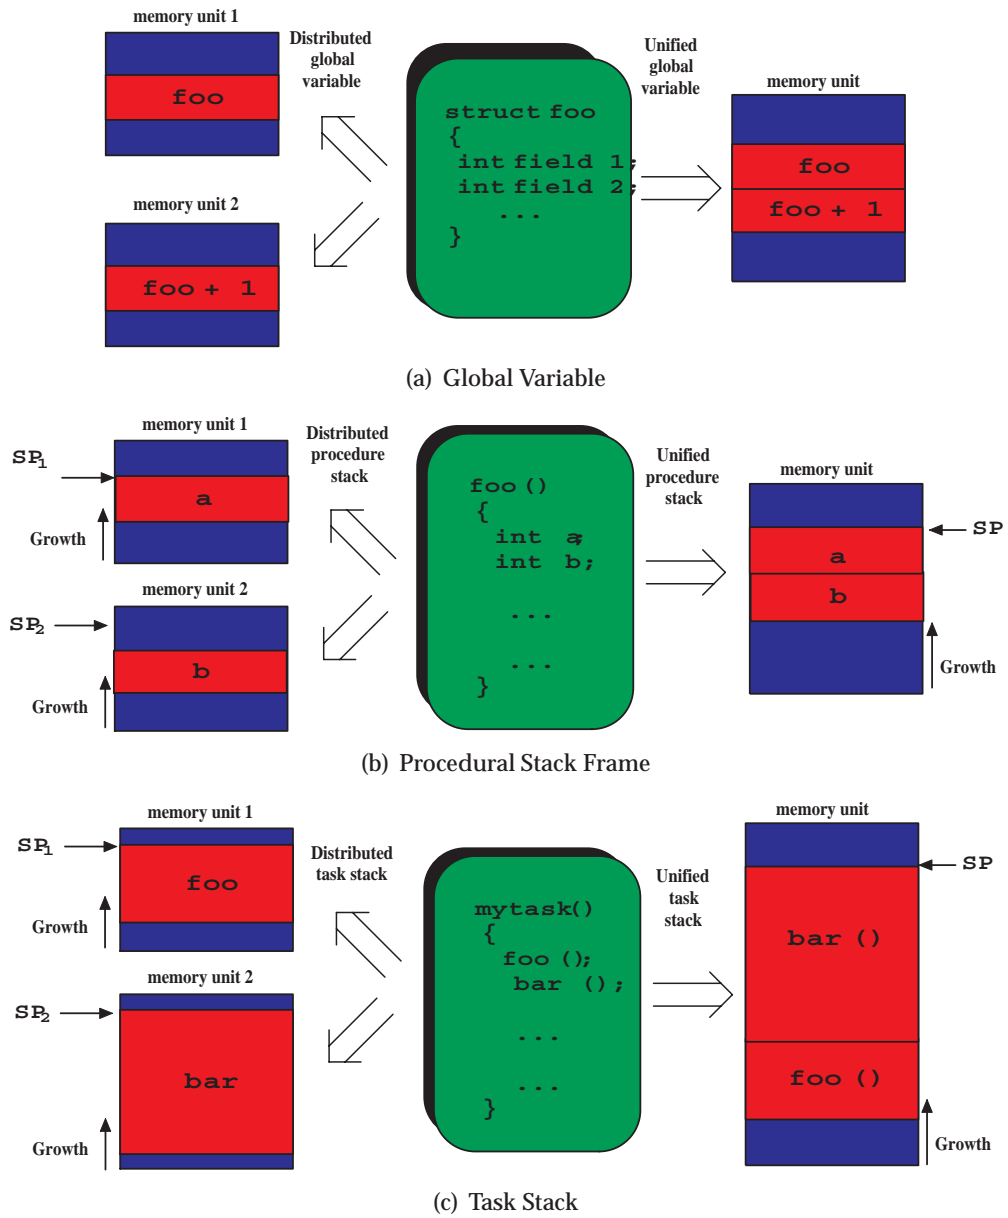 memory unit 1
foo
memory unit 2
foo + 1
Distributed
global
variable
struct foo
{
int field 1;
int field 2;
...
}
Unified
global
variable
memory unit
foo
foo + 1
(a) Global Variable
memory unit 1
SP1
a
Growth
memory unit 2
SP2
b
Growth
Distributed
procedure
stack
foo ()
{
int a;
int b;
...
...
}
Unified
procedure
stack
memory unit
SP
a
b
Growth
(b) Procedural Stack Frame
memory unit 1
SP1
foo
Growth
memory unit 2
SP2
bar
Growth
Distributed
task stack
mytask()
{
foo ();
bar ();
...
...
}
Unified
task
stack
memory unit
SP
bar ()
foo ()
Growth
(c) Task Stack